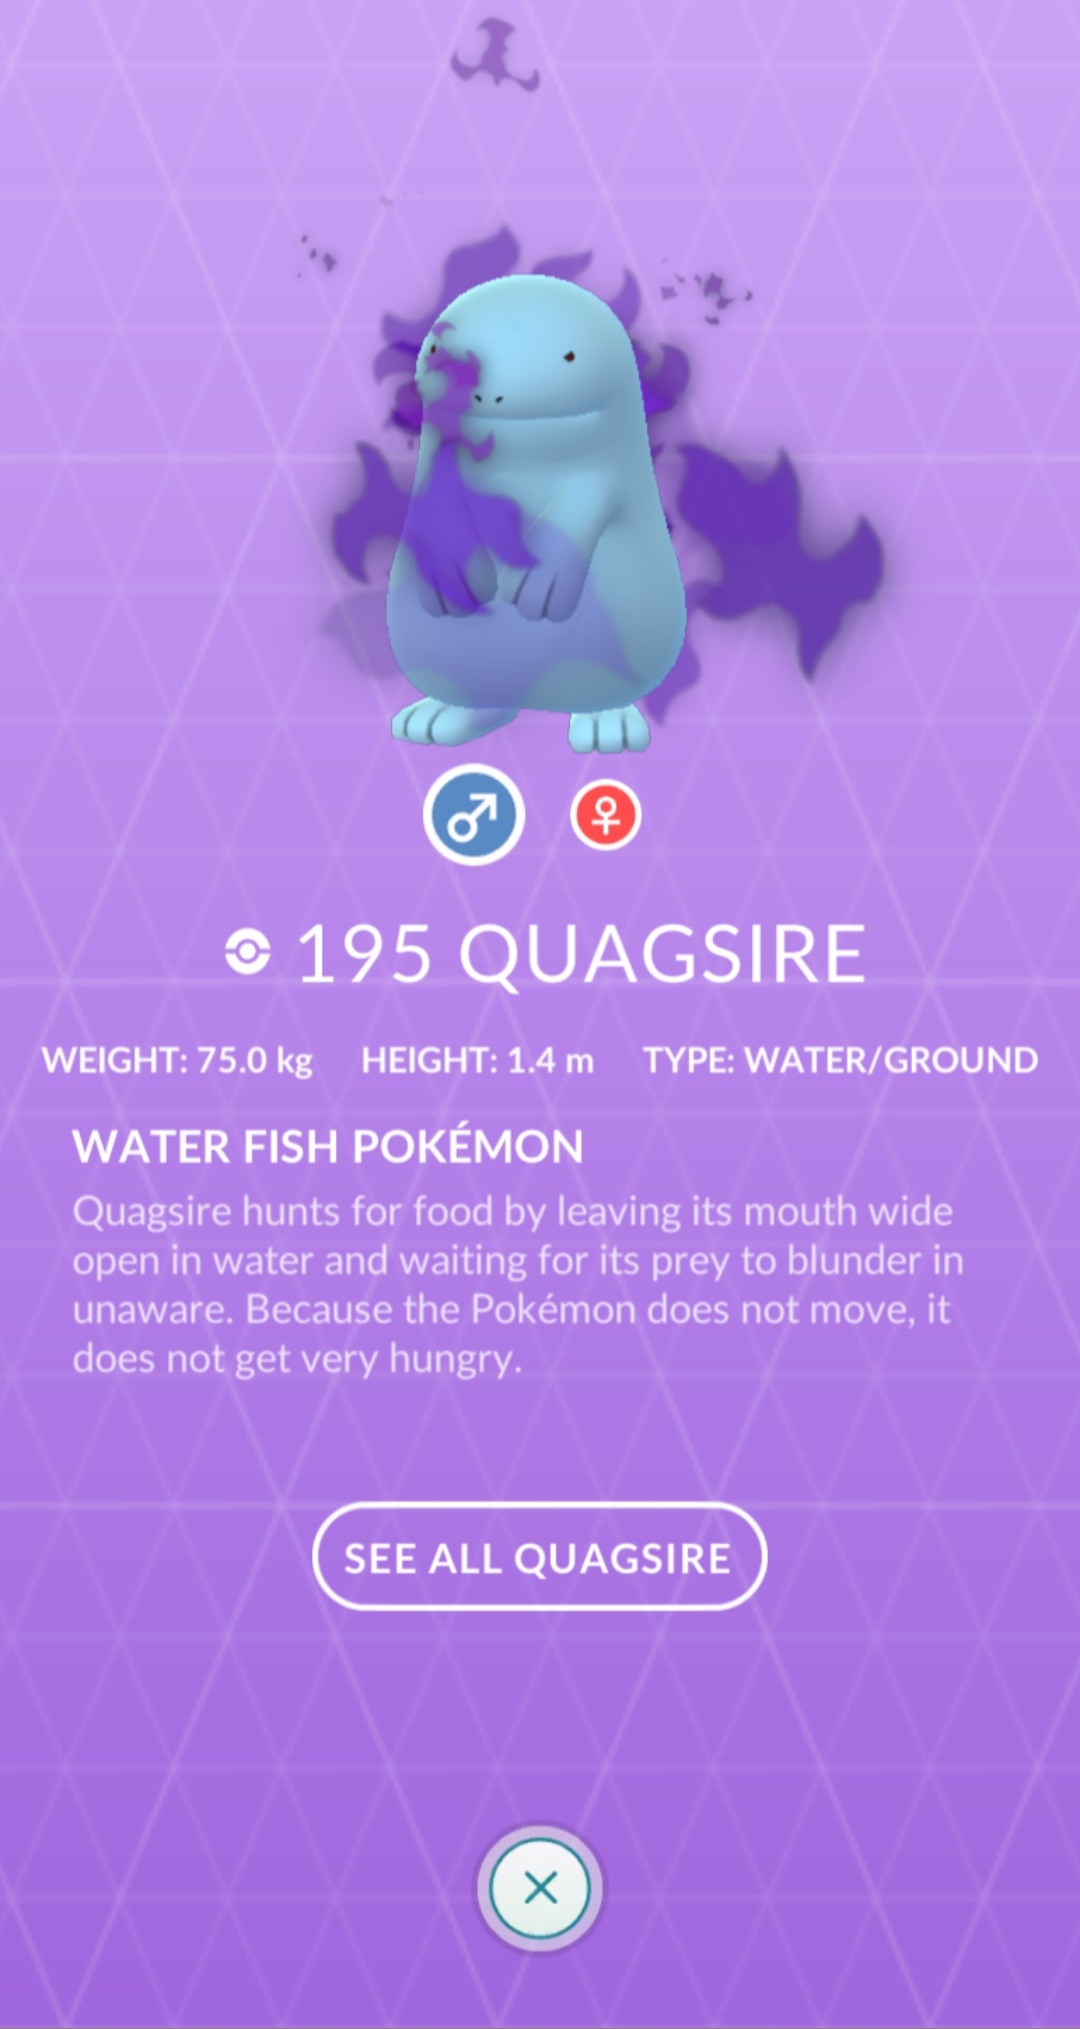 195 QUAGSIRE
WEIGHT: 75.0 kg HEIGHT: 1.4 m TYPE: WATER/GROUND
WATER FISH POKÉMON
Quagsire hunts for food by leaving its mouth wide
open in water and waiting for its prey to blunder in
unaware. Because the Pokémon does not move, it
does not get very hungry.
SEE ALL QUAGSIRE